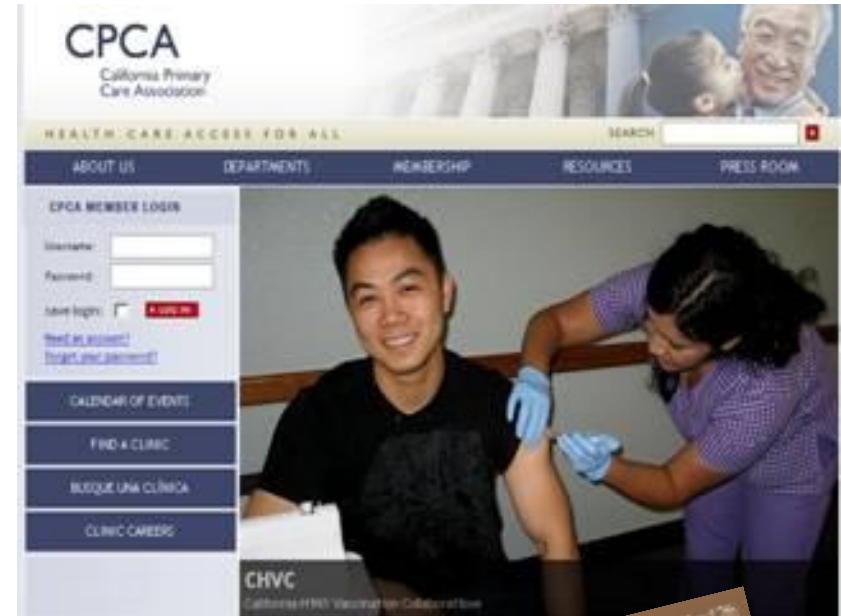 CPCA
California Primary
Care Association
HEALTH CARE ACCESS FOR ALL
SEARCH
ABOUT US DEPARTMENTS MEMBERSHIP RESOURCES PRESS ROOM
CPCA MEMBER LOGIN
Username:
Password:
save login: LOG IN
Need an account?
Forgot your password?
CALENDAR OF EVENTS
FIND A CLINIC
BUSQUE UNA CLÍNICA
CLINIC CAREERS
CHVC
California H1N1 Vaccination Collaborative